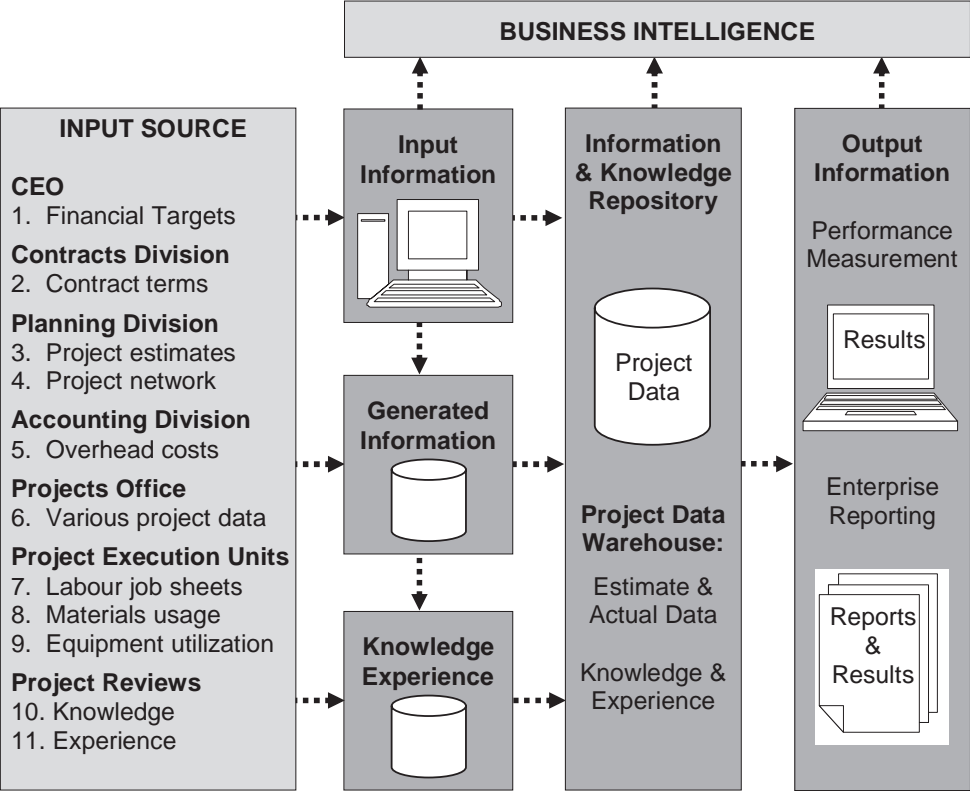 BUSINESS INTELLIGENCE
INPUT SOURCE
CEO
1. Financial Targets
Contracts Division
2. Contract terms
Planning Division
3. Project estimates
4. Project network
Accounting Division
5. Overhead costs
Projects Office
6. Various project data
Project Execution Units
7. Labour job sheets
8. Materials usage
9. Equipment utilization
Project Reviews
10. Knowledge
11. Experience
Input
Information
Generated
Information
Knowledge
Experience
Information
& Knowledge
Repository
Project
Data
Project Data
Warehouse:
Estimate &
Actual Data
Knowledge &
Experience
Output
Information
Performance
Measurement
Results
Enterprise
Reporting
Reports
&
Results